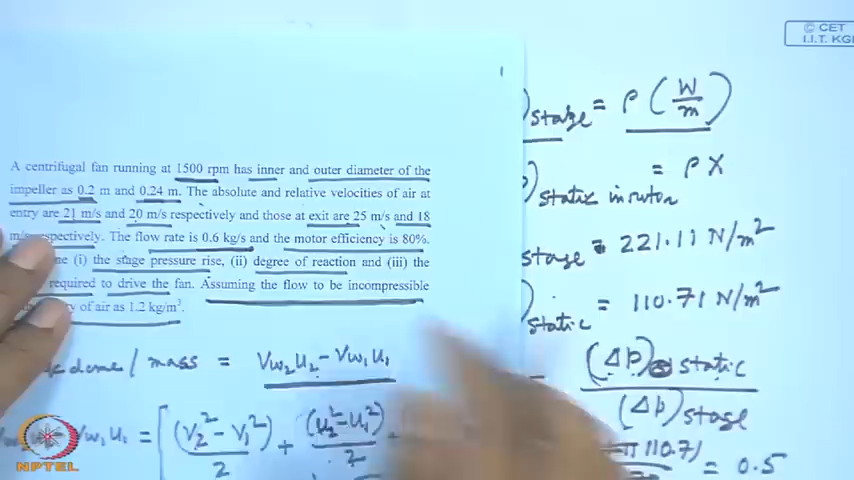 © CET
I.I.T. KGP
1
A centrifugal fan running at 1500 rpm has inner and outer diameter of the
impeller as 0.2 m and 0.24 m. The absolute and relative velocities of air at
entry are 21 m/s and 20 m/s respectively and those at exit are 25 m/s and 18
m/s respectively. The flow rate is 0.6 kg/s and the motor efficiency is 80%.
(i) the stage pressure rise, (ii) degree of reaction and (iii) the
required to drive the fan. Assuming the flow to be incompressible
of air as 1.2 kg/m³.
done / mass = Vw₂u₂ - Vw₁u₁
Vw₁u₁ = [ (V₂² - V₁²) / 2 + (u₂² - u₁²) / 2
)stage = ρ (W/m)
)static in rotor = ρX
stage = 221.11 N/m²
)static = 110.71 N/m²
(Δp) static / (Δp) stage
110.71 = 0.5
NPTEL